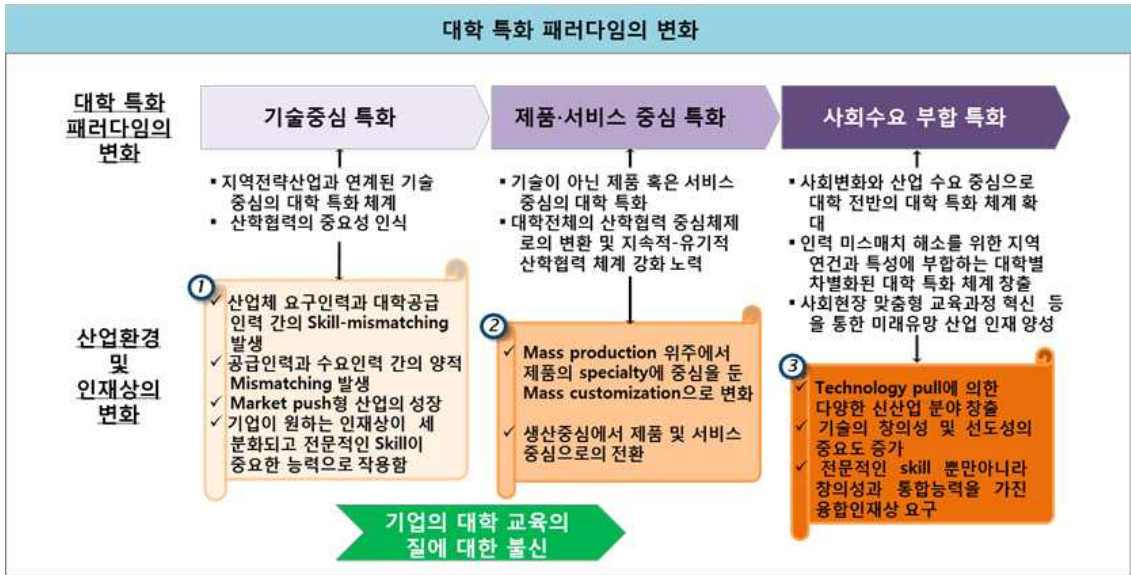 대학 특화 패러다임의 변화
대학 특화
패러다임의
변화
기술중심 특화
제품·서비스 중심 특화
사회수요 부합 특화
▪ 지역전략산업과 연계된 기술
중심의 대학 특화 체계
▪ 산학협력의 중요성 인식
▪ 기술이 아닌 제품 혹은 서비스
중심의 대학 특화
▪ 대학전체의 산학협력 중심체제
로의 변환 및 지속적-유기적
산학협력 체계 강화 노력
▪ 사회변화와 산업 수요 중심으로
대학 전반의 대학 특화 체계 확
대
▪ 인력 미스매치 해소를 위한 지역
연건과 특성에 부합하는 대학별
차별화된 대학 특화 체계 창출
▪ 사회현장 맞춤형 교육과정 혁신 등
을 통한 미래유망 산업 인재 양성
산업환경
및
인재상의
변화
1
✓ 산업체 요구인력과 대학공급
인력 간의 Skill-mismatching
발생
✓ 공급인력과 수요인력 간의 양적
Mismatching 발생
✓ Market push형 산업의 성장
✓ 기업이 원하는 인재상이 세
분화되고 전문적인 Skill이
중요한 능력으로 작용함
2
✓ Mass production 위주에서
제품의 specialty에 중심을 둔
Mass customization으로 변화
✓ 생산중심에서 제품 및 서비스
중심으로의 전환
3
✓ Technology pull에 의한
다양한 신산업 분야 창출
✓ 기술의 창의성 및 선도성의
중요도 증가
✓ 전문적인 skill 뿐만아니라
창의성과 통합능력을 가진
융합인재상 요구
기업의 대학 교육의
질에 대한 불신